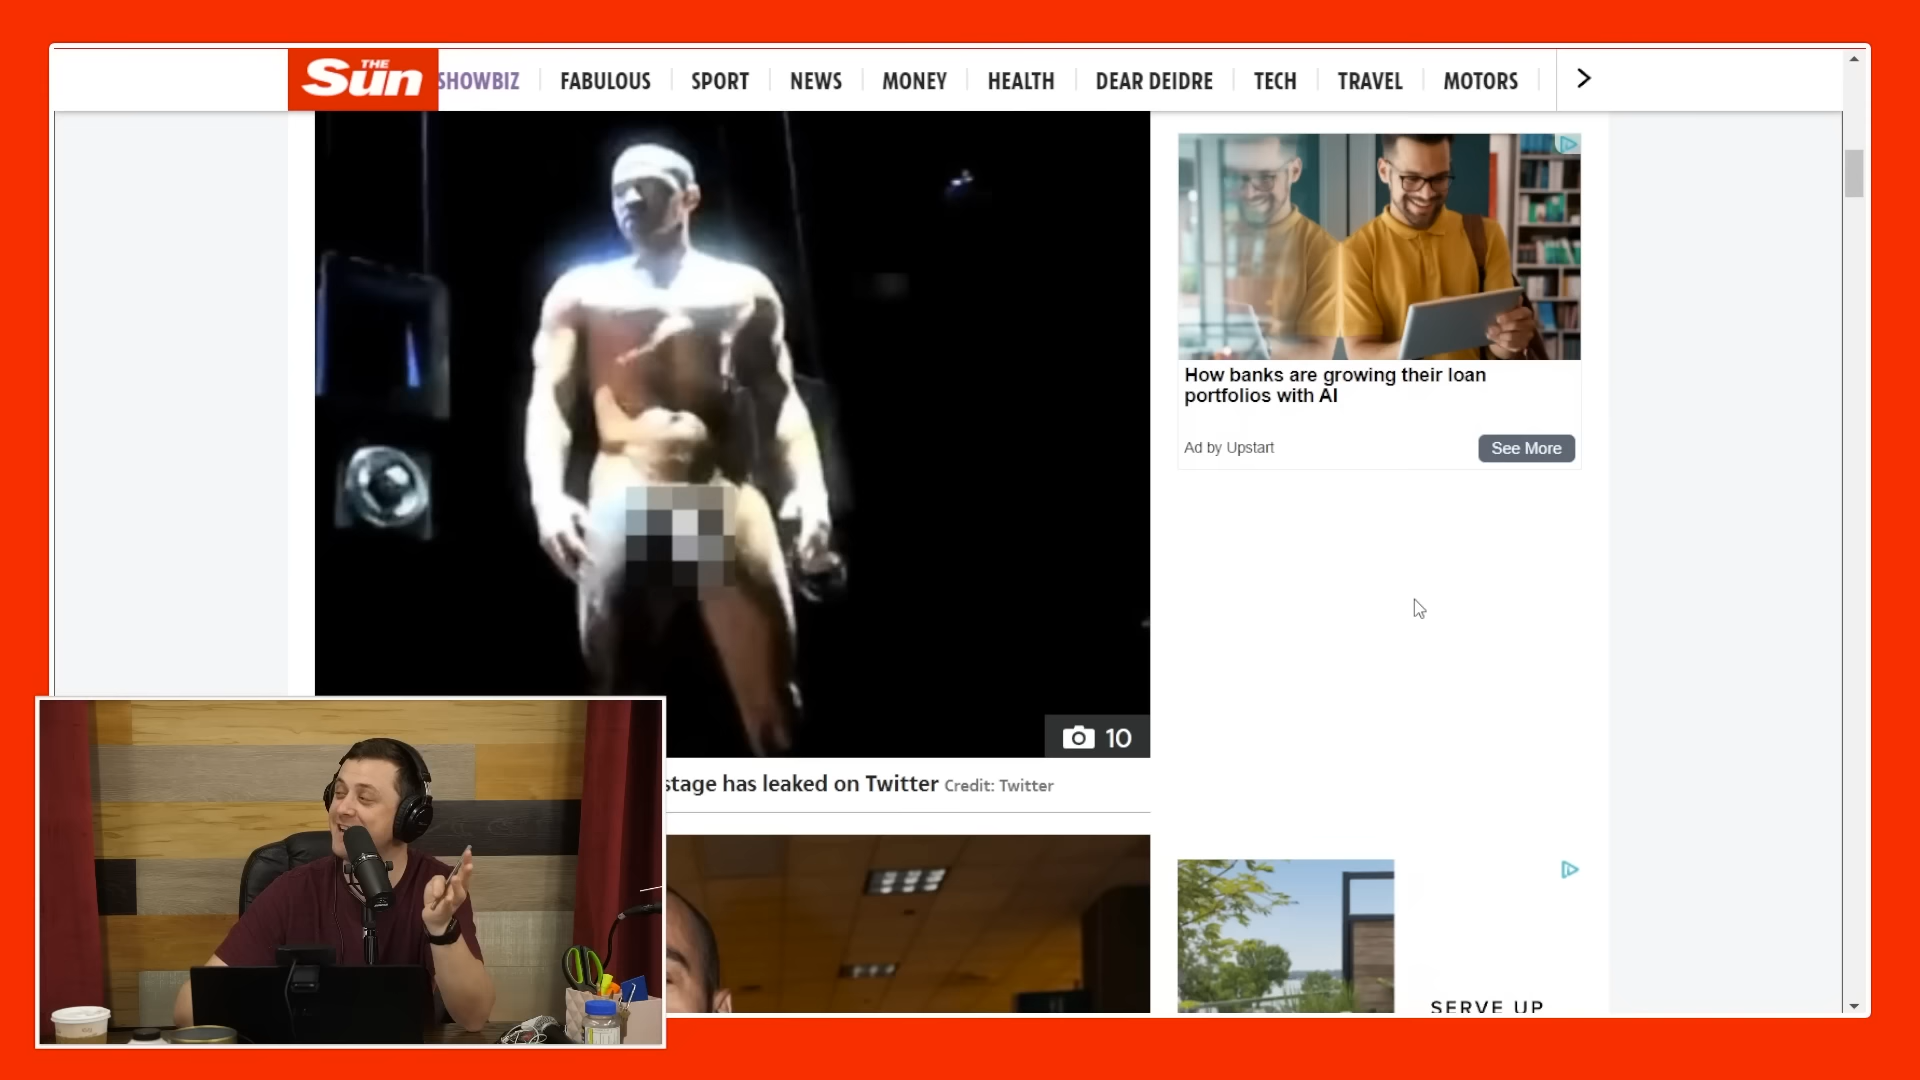 THE Sun
SHOWBIZ FABULOUS SPORT NEWS MONEY HEALTH DEAR DEIDRE TECH TRAVEL MOTORS
How banks are growing their loan
portfolios with AI
Ad by Upstart See More
10
stage has leaked on Twitter Credit: Twitter
SERVE UP